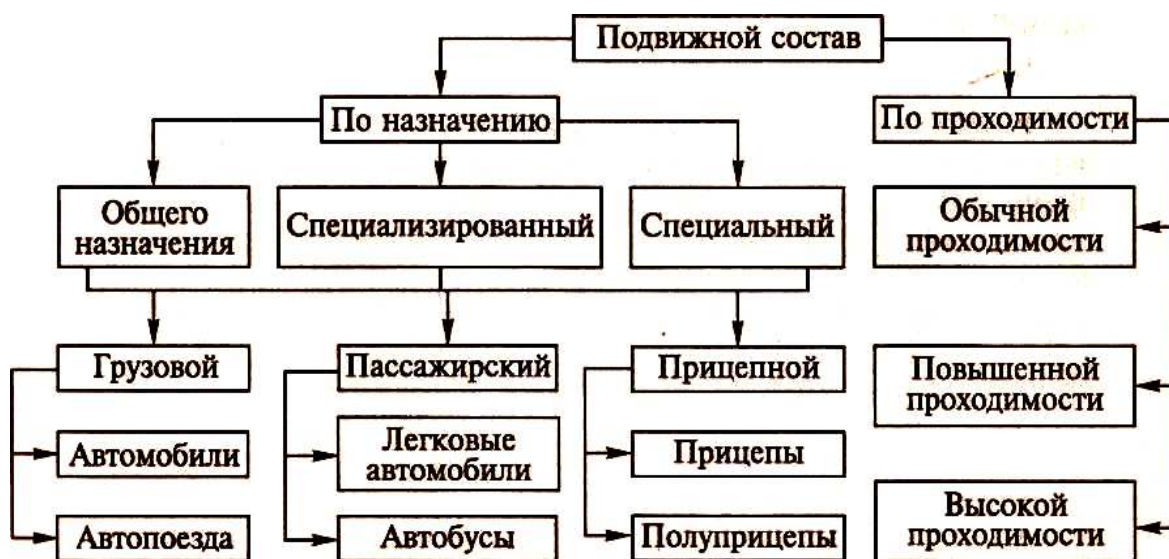 Подвижной состав
По назначению
По проходимости
Общего
назначения
Специализированный
Специальный
Обычной
проходимости
Грузовой
Пассажирский
Прицепной
Повышенной
проходимости
Автомобили
Легковые
автомобили
Прицепы
Автопоезда
Автобусы
Полуприцепы
Высокой
проходимости